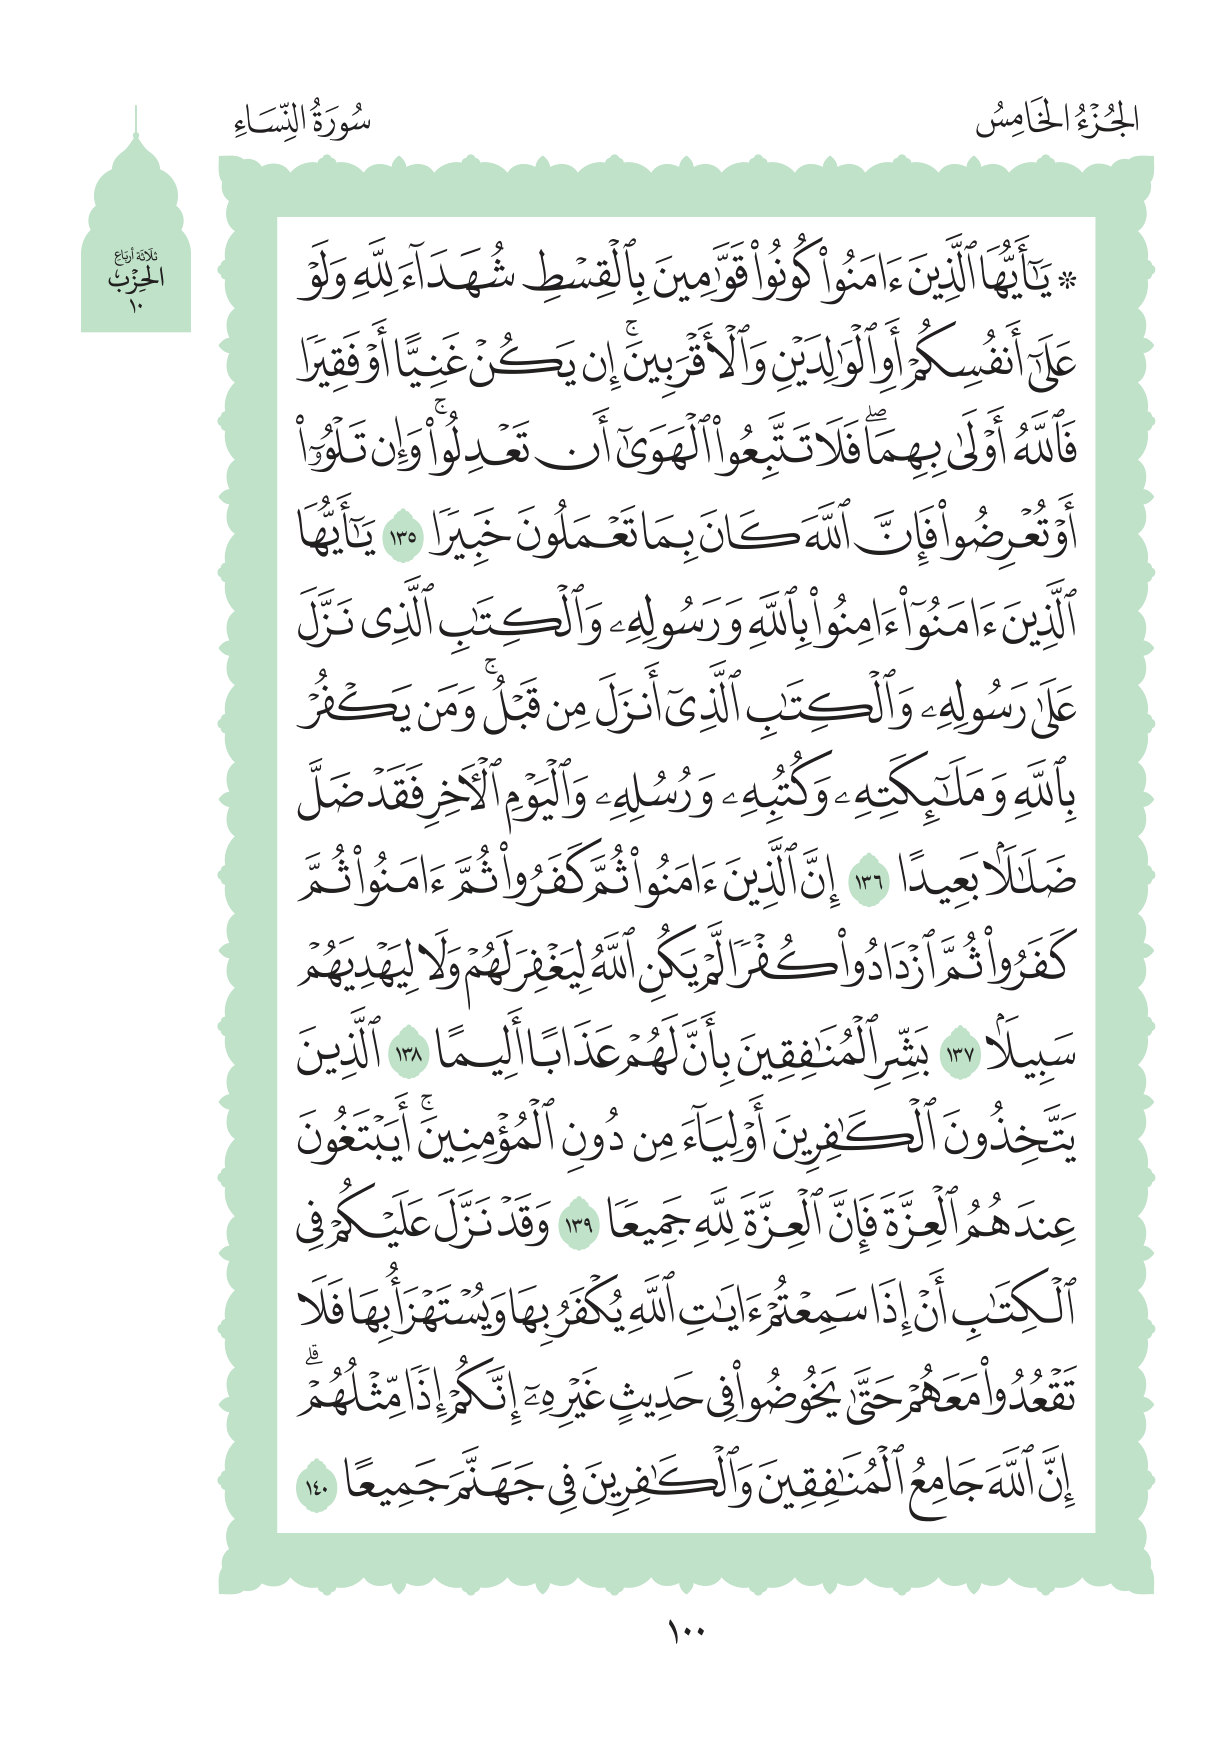 الجُزْءُ الخَامِسُ
سُورَةُ النِّسَاءِ
ثَلَاثَة أَرْبَاعِ
الحِزْبُ
١٠
۞ يَٰٓأَيُّهَا ٱلَّذِينَ ءَامَنُوا۟ كُونُوا۟ قَوَّٰمِينَ بِٱلْقِسْطِ شُهَدَآءَ لِلَّهِ وَلَوْ
عَلَىٰٓ أَنفُسِكُمْ أَوِ ٱلْوَٰلِدَيْنِ وَٱلْأَقْرَبِينَ ۚ إِن يَكُنْ غَنِيًّا أَوْ فَقِيرًا
فَٱللَّهُ أَوْلَىٰ بِهِمَا ۖ فَلَا تَتَّبِعُوا۟ ٱلْهَوَىٰٓ أَن تَعْدِلُوا۟ ۚ وَإِن تَلْوُۥٓا۟
أَوْ تُعْرِضُوا۟ فَإِنَّ ٱللَّهَ كَانَ بِمَا تَعْمَلُونَ خَبِيرًا ١٣٥ يَٰٓأَيُّهَا
ٱلَّذِينَ ءَامَنُوٓا۟ ءَامِنُوا۟ بِٱللَّهِ وَرَسُولِهِۦ وَٱلْكِتَٰبِ ٱلَّذِى نَزَّلَ
عَلَىٰ رَسُولِهِۦ وَٱلْكِتَٰبِ ٱلَّذِىٓ أَنزَلَ مِن قَبْلُ ۚ وَمَن يَكْفُرْ
بِٱللَّهِ وَمَلَٰٓئِكَتِهِۦ وَكُتُبِهِۦ وَرُسُلِهِۦ وَٱلْيَوْمِ ٱلْأَخِرِ فَقَدْ ضَلَّ
ضَلَٰلًۢا بَعِيدًا ١٣٦ إِنَّ ٱلَّذِينَ ءَامَنُوا۟ ثُمَّ كَفَرُوا۟ ثُمَّ ءَامَنُوا۟ ثُمَّ
كَفَرُوا۟ ثُمَّ ٱزْدَادُوا۟ كُفْرًا لَّمْ يَكُنِ ٱللَّهُ لِيَغْفِرَ لَهُمْ وَلَا لِيَهْدِيَهُمْ
سَبِيلًۢا ١٣٧ بَشِّرِ ٱلْمُنَٰفِقِينَ بِأَنَّ لَهُمْ عَذَابًا أَلِيمًا ١٣٨ ٱلَّذِينَ
يَتَّخِذُونَ ٱلْكَٰفِرِينَ أَوْلِيَآءَ مِن دُونِ ٱلْمُؤْمِنِينَ ۚ أَيَبْتَغُونَ
عِندَهُمُ ٱلْعِزَّةَ فَإِنَّ ٱلْعِزَّةَ لِلَّهِ جَمِيعًا ١٣٩ وَقَدْ نَزَّلَ عَلَيْكُمْ فِى
ٱلْكِتَٰبِ أَنْ إِذَا سَمِعْتُمْ ءَايَٰتِ ٱللَّهِ يُكْفَرُ بِهَا وَيُسْتَهْزَأُ بِهَا فَلَا
تَقْعُدُوا۟ مَعَهُمْ حَتَّىٰ يَخُوضُوا۟ فِى حَدِيثٍ غَيْرِهِۦٓ إِنَّكُمْ إِذًا مِّثْلُهُمْ ۗ
إِنَّ ٱللَّهَ جَامِعُ ٱلْمُنَٰفِقِينَ وَٱلْكَٰفِرِينَ فِى جَهَنَّمَ جَمِيعًا ١٤٠
١٠٠